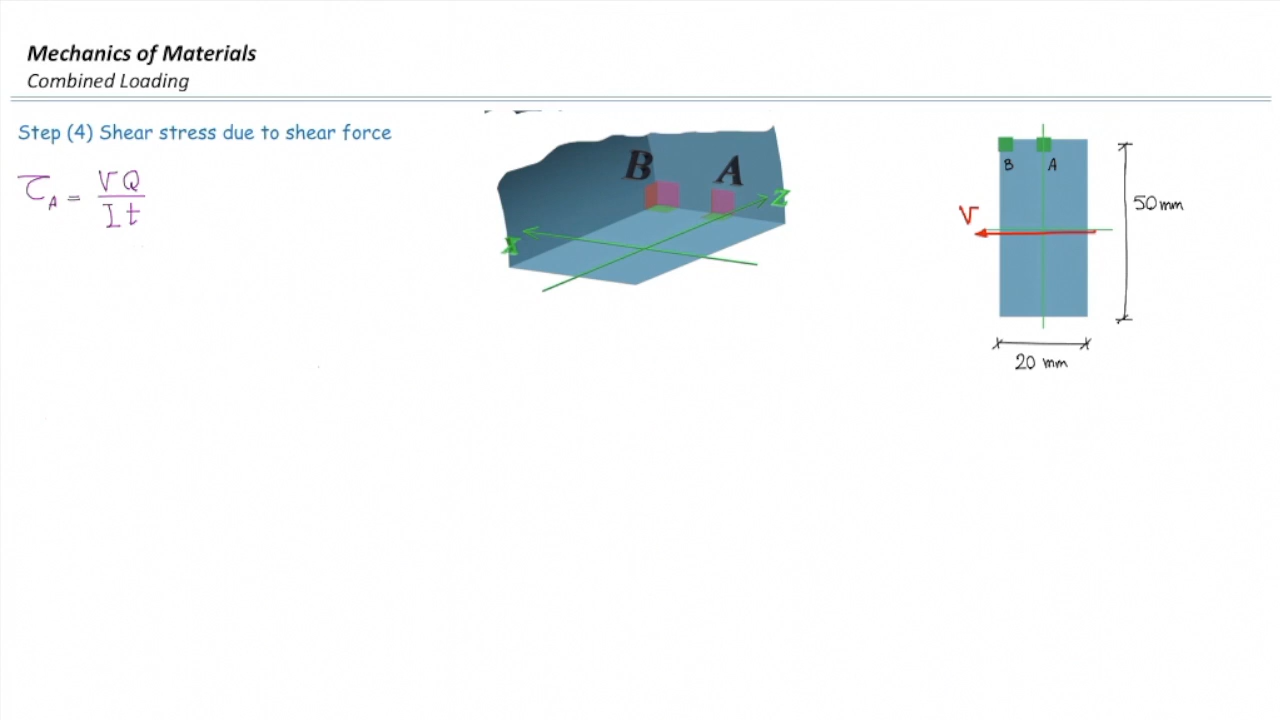 Mechanics of Materials
Combined Loading
Step (4) Shear stress due to shear force
τ_A = VQ / It
B A
Z
X
B A
V
50 mm
20 mm